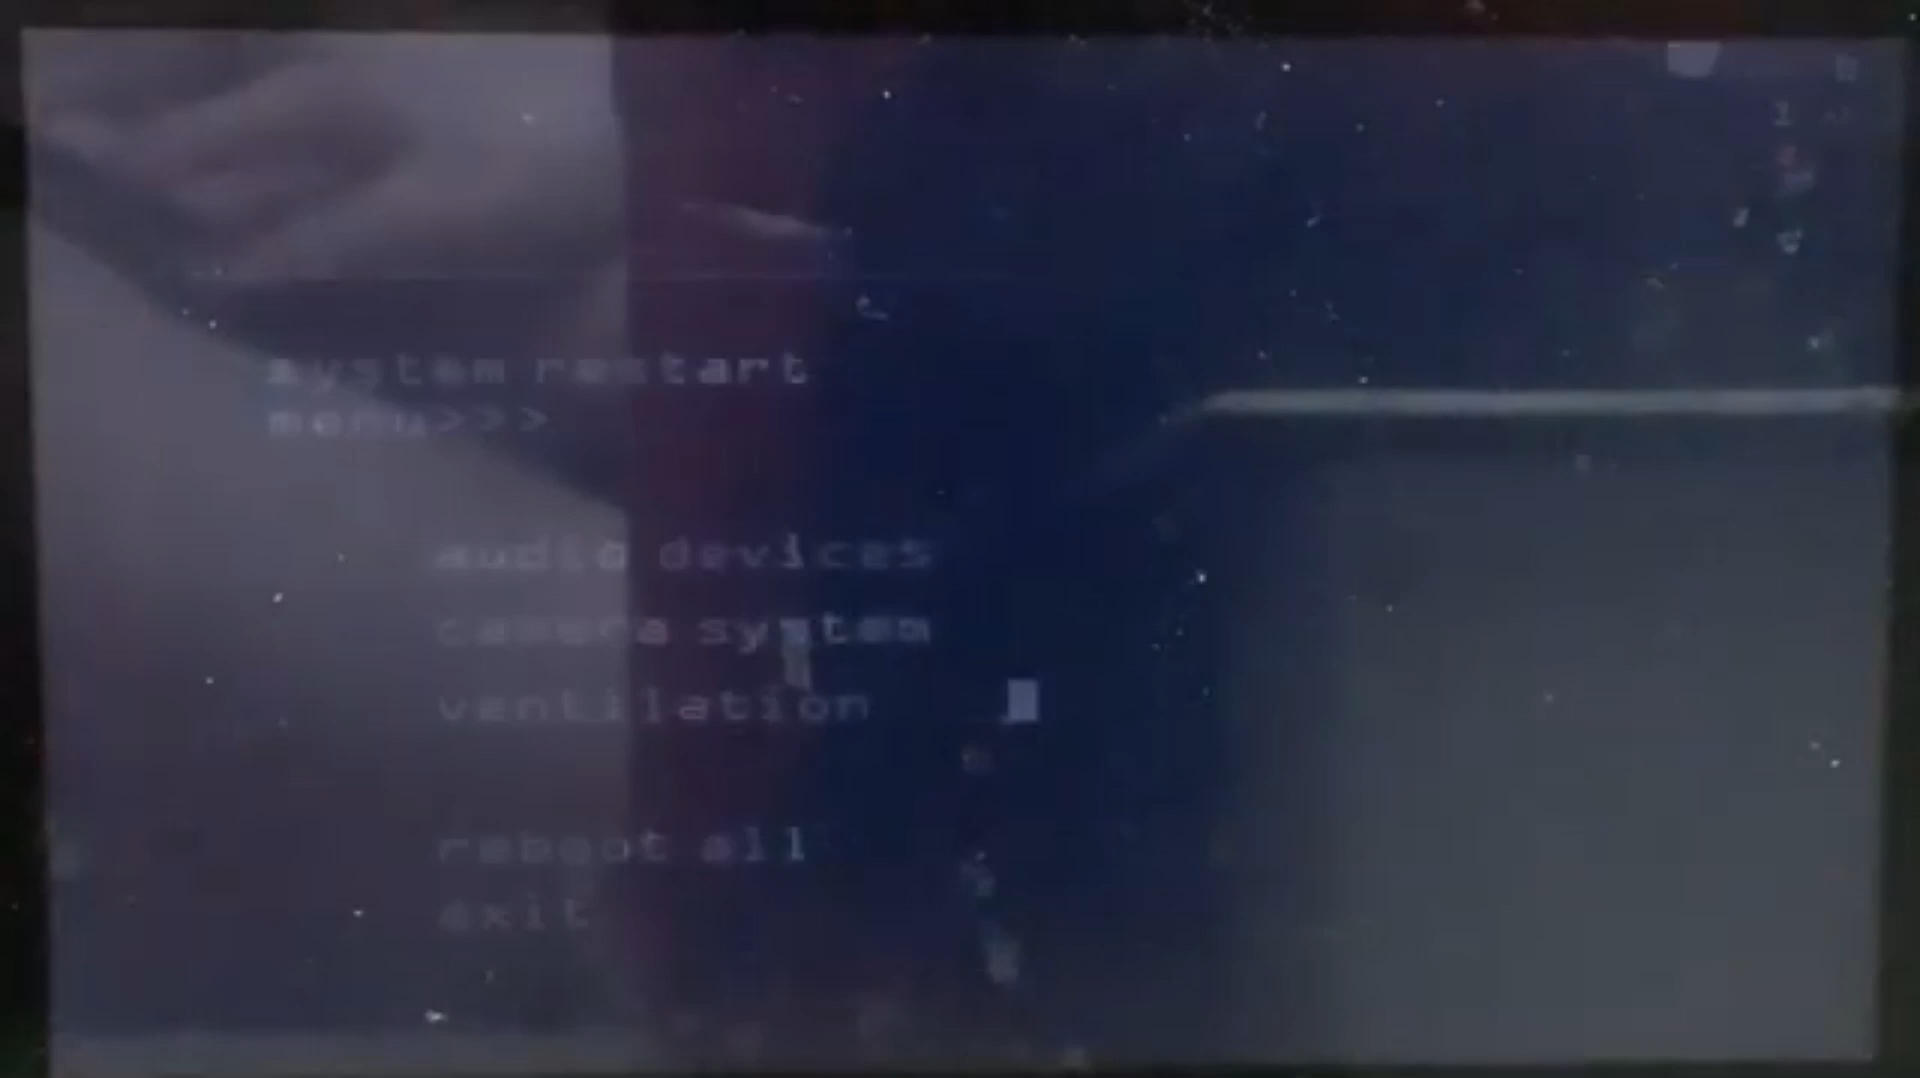 system restart
menu>>>
audio devices
camera system
ventilation
reboot all
exit